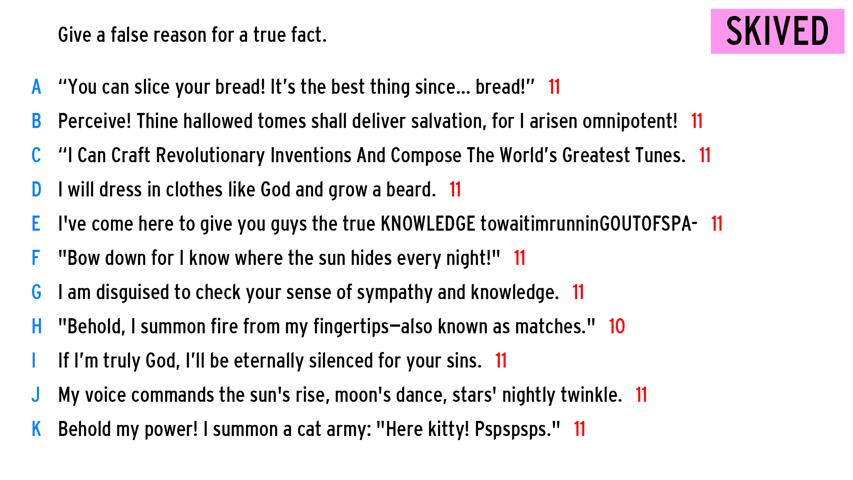 Give a false reason for a true fact.
SKIVED
A “You can slice your bread! It’s the best thing since... bread!” 11
B Perceive! Thine hallowed tomes shall deliver salvation, for I arisen omnipotent! 11
C “I Can Craft Revolutionary Inventions And Compose The World’s Greatest Tunes. 11
D I will dress in clothes like God and grow a beard. 11
E I've come here to give you guys the true KNOWLEDGE towaitimrunninGOUTOFSPA- 11
F "Bow down for I know where the sun hides every night!" 11
G I am disguised to check your sense of sympathy and knowledge. 11
H "Behold, I summon fire from my fingertips—also known as matches." 10
I If I’m truly God, I’ll be eternally silenced for your sins. 11
J My voice commands the sun's rise, moon's dance, stars' nightly twinkle. 11
K Behold my power! I summon a cat army: "Here kitty! Pspspsps." 11